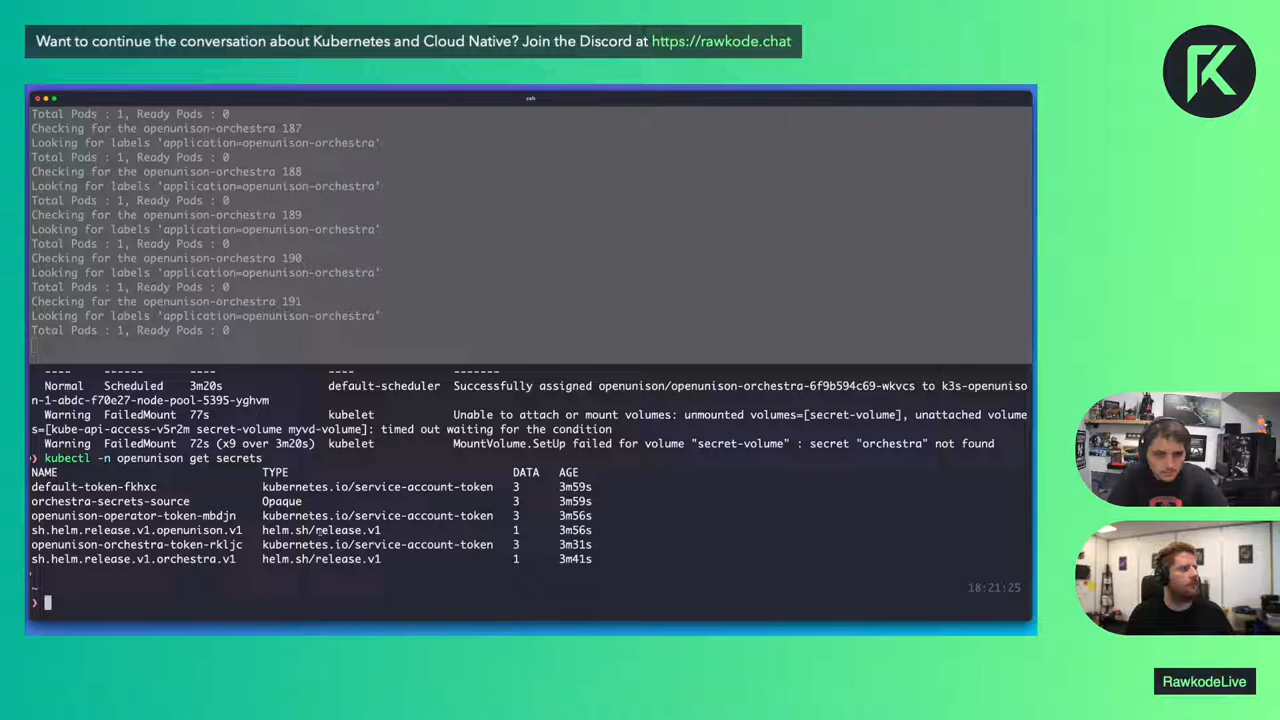 Want to continue the conversation about Kubernetes and Cloud Native? Join the Discord at https://rawkode.chat
zsh
Total Pods : 1, Ready Pods : 0
Checking for the openunison-orchestra 187
Looking for labels 'application=openunison-orchestra'
Total Pods : 1, Ready Pods : 0
Checking for the openunison-orchestra 188
Looking for labels 'application=openunison-orchestra'
Total Pods : 1, Ready Pods : 0
Checking for the openunison-orchestra 189
Looking for labels 'application=openunison-orchestra'
Total Pods : 1, Ready Pods : 0
Checking for the openunison-orchestra 190
Looking for labels 'application=openunison-orchestra'
Total Pods : 1, Ready Pods : 0
Checking for the openunison-orchestra 191
Looking for labels 'application=openunison-orchestra'
Total Pods : 1, Ready Pods : 0
---- ------ ---- ---- -------
Normal Scheduled 3m20s default-scheduler Successfully assigned openunison/openunison-orchestra-6f9b594c69-wkvcs to k3s-openuniso
n-1-abdc-f70e27-node-pool-5395-yghvm
Warning FailedMount 77s kubelet Unable to attach or mount volumes: unmounted volumes=[secret-volume], unattached volume
s=[kube-api-access-v5r2m secret-volume myvd-volume]: timed out waiting for the condition
Warning FailedMount 72s (x9 over 3m20s) kubelet MountVolume.SetUp failed for volume "secret-volume" : secret "orchestra" not found
❯ kubectl -n openunison get secrets
NAME TYPE DATA AGE
default-token-fkhxc kubernetes.io/service-account-token 3 3m59s
orchestra-secrets-source Opaque 3 3m59s
openunison-operator-token-mbdjn kubernetes.io/service-account-token 3 3m56s
sh.helm.release.v1.openunison.v1 helm.sh/release.v1 1 3m56s
openunison-orchestra-token-rkljc kubernetes.io/service-account-token 3 3m31s
sh.helm.release.v1.orchestra.v1 helm.sh/release.v1 1 3m41s
~ 18:21:25
❯
RawkodeLive